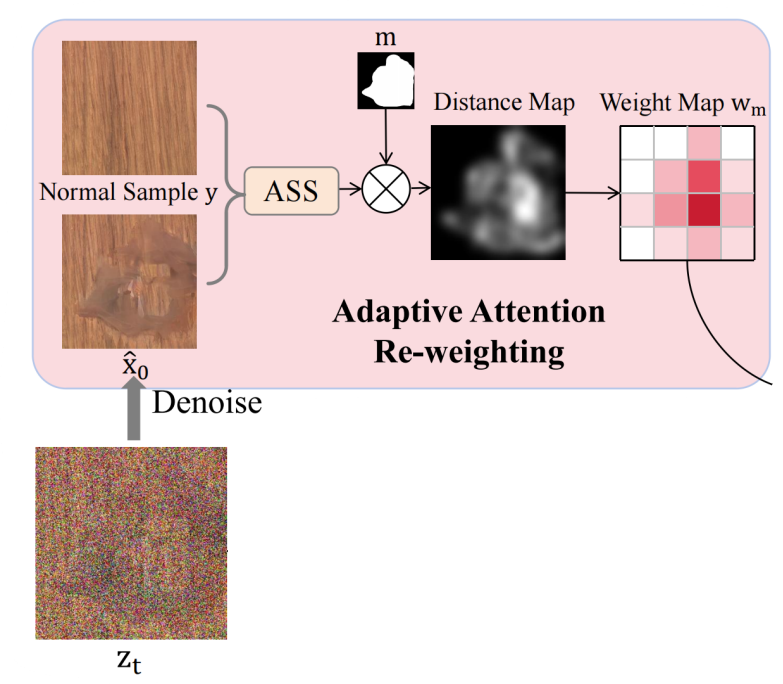 m
Distance Map
Weight Map wₘ
Normal Sample y
ASS
Adaptive Attention
Re-weighting
x̂₀
Denoise
zₜ